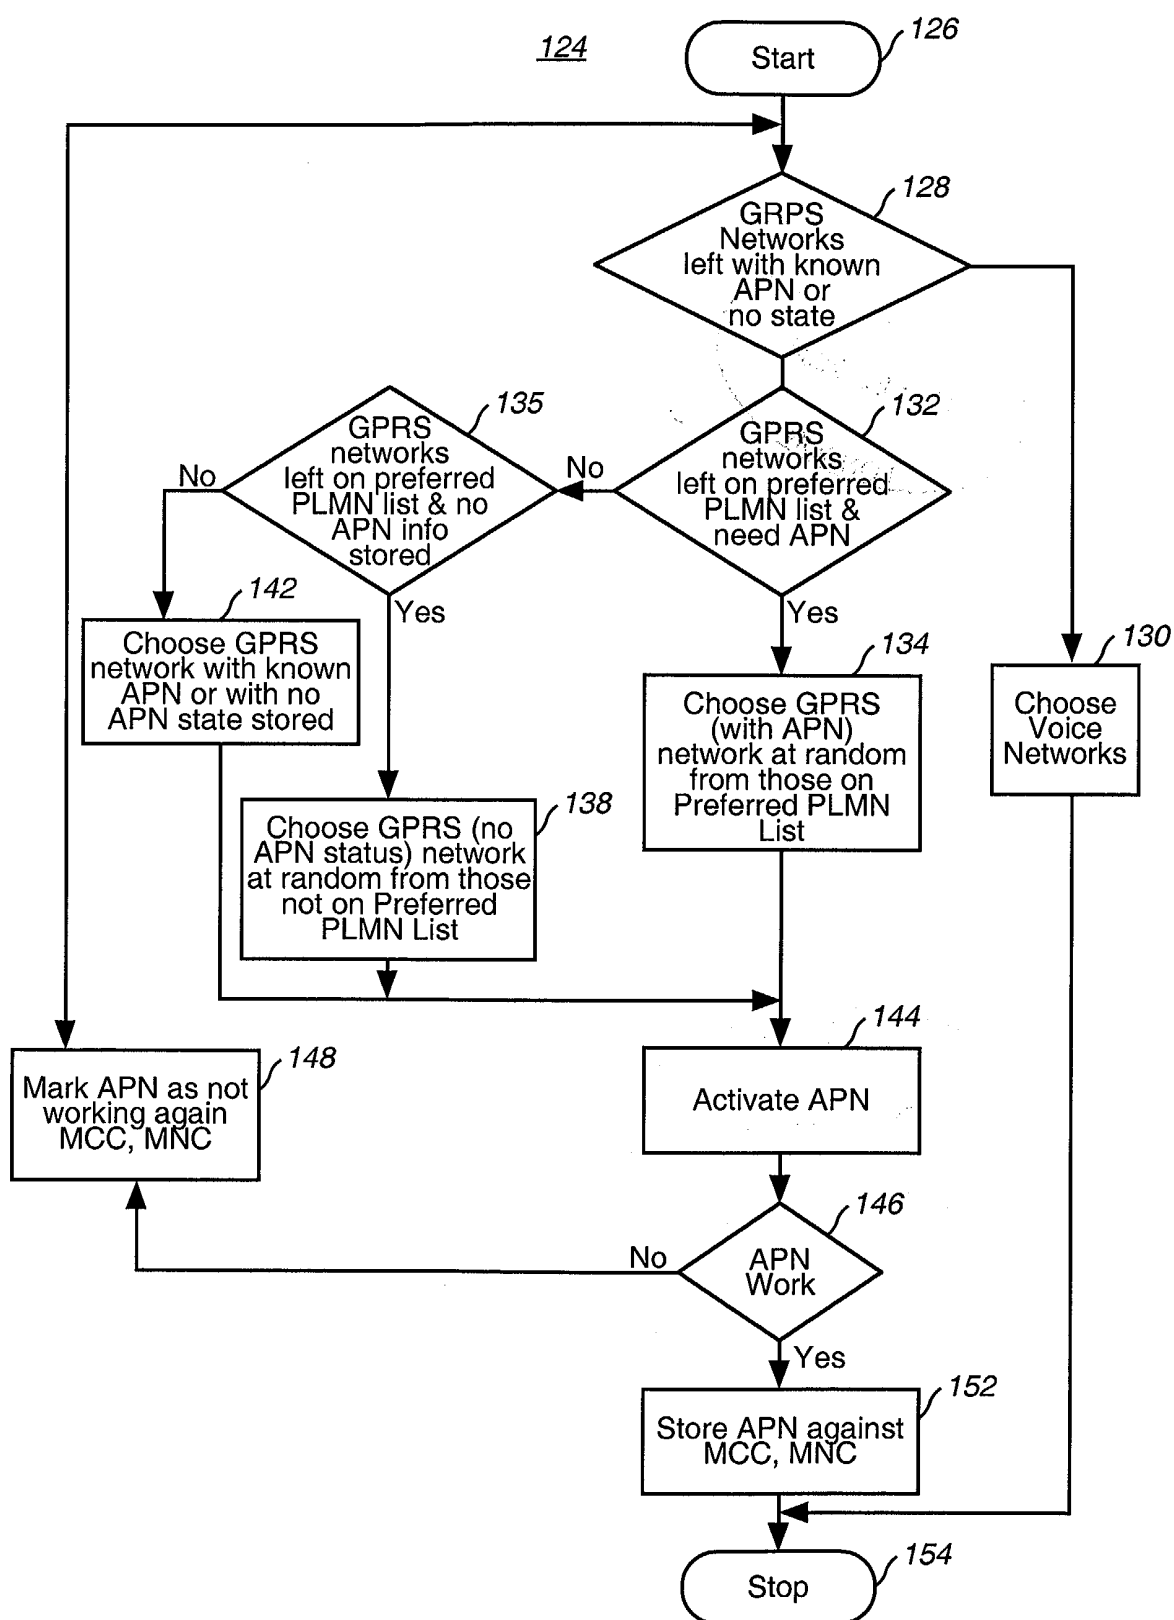 124
Start
126
128
GRPS
Networks
left with known
APN or
no state
135
GPRS
networks
left on preferred
PLMN list & no
APN info
stored
132
GPRS
networks
left on preferred
PLMN list &
need APN
No
No
Yes
Yes
142
Choose GPRS
network with known
APN or with no
APN state stored
134
Choose GPRS
(with APN)
network at random
from those on
Preferred PLMN
List
130
Choose
Voice
Networks
138
Choose GPRS (no
APN status) network
at random from those
not on Preferred
PLMN List
144
Activate APN
148
Mark APN as not
working again
MCC, MNC
146
APN
Work
No
Yes
152
Store APN against
MCC, MNC
154
Stop